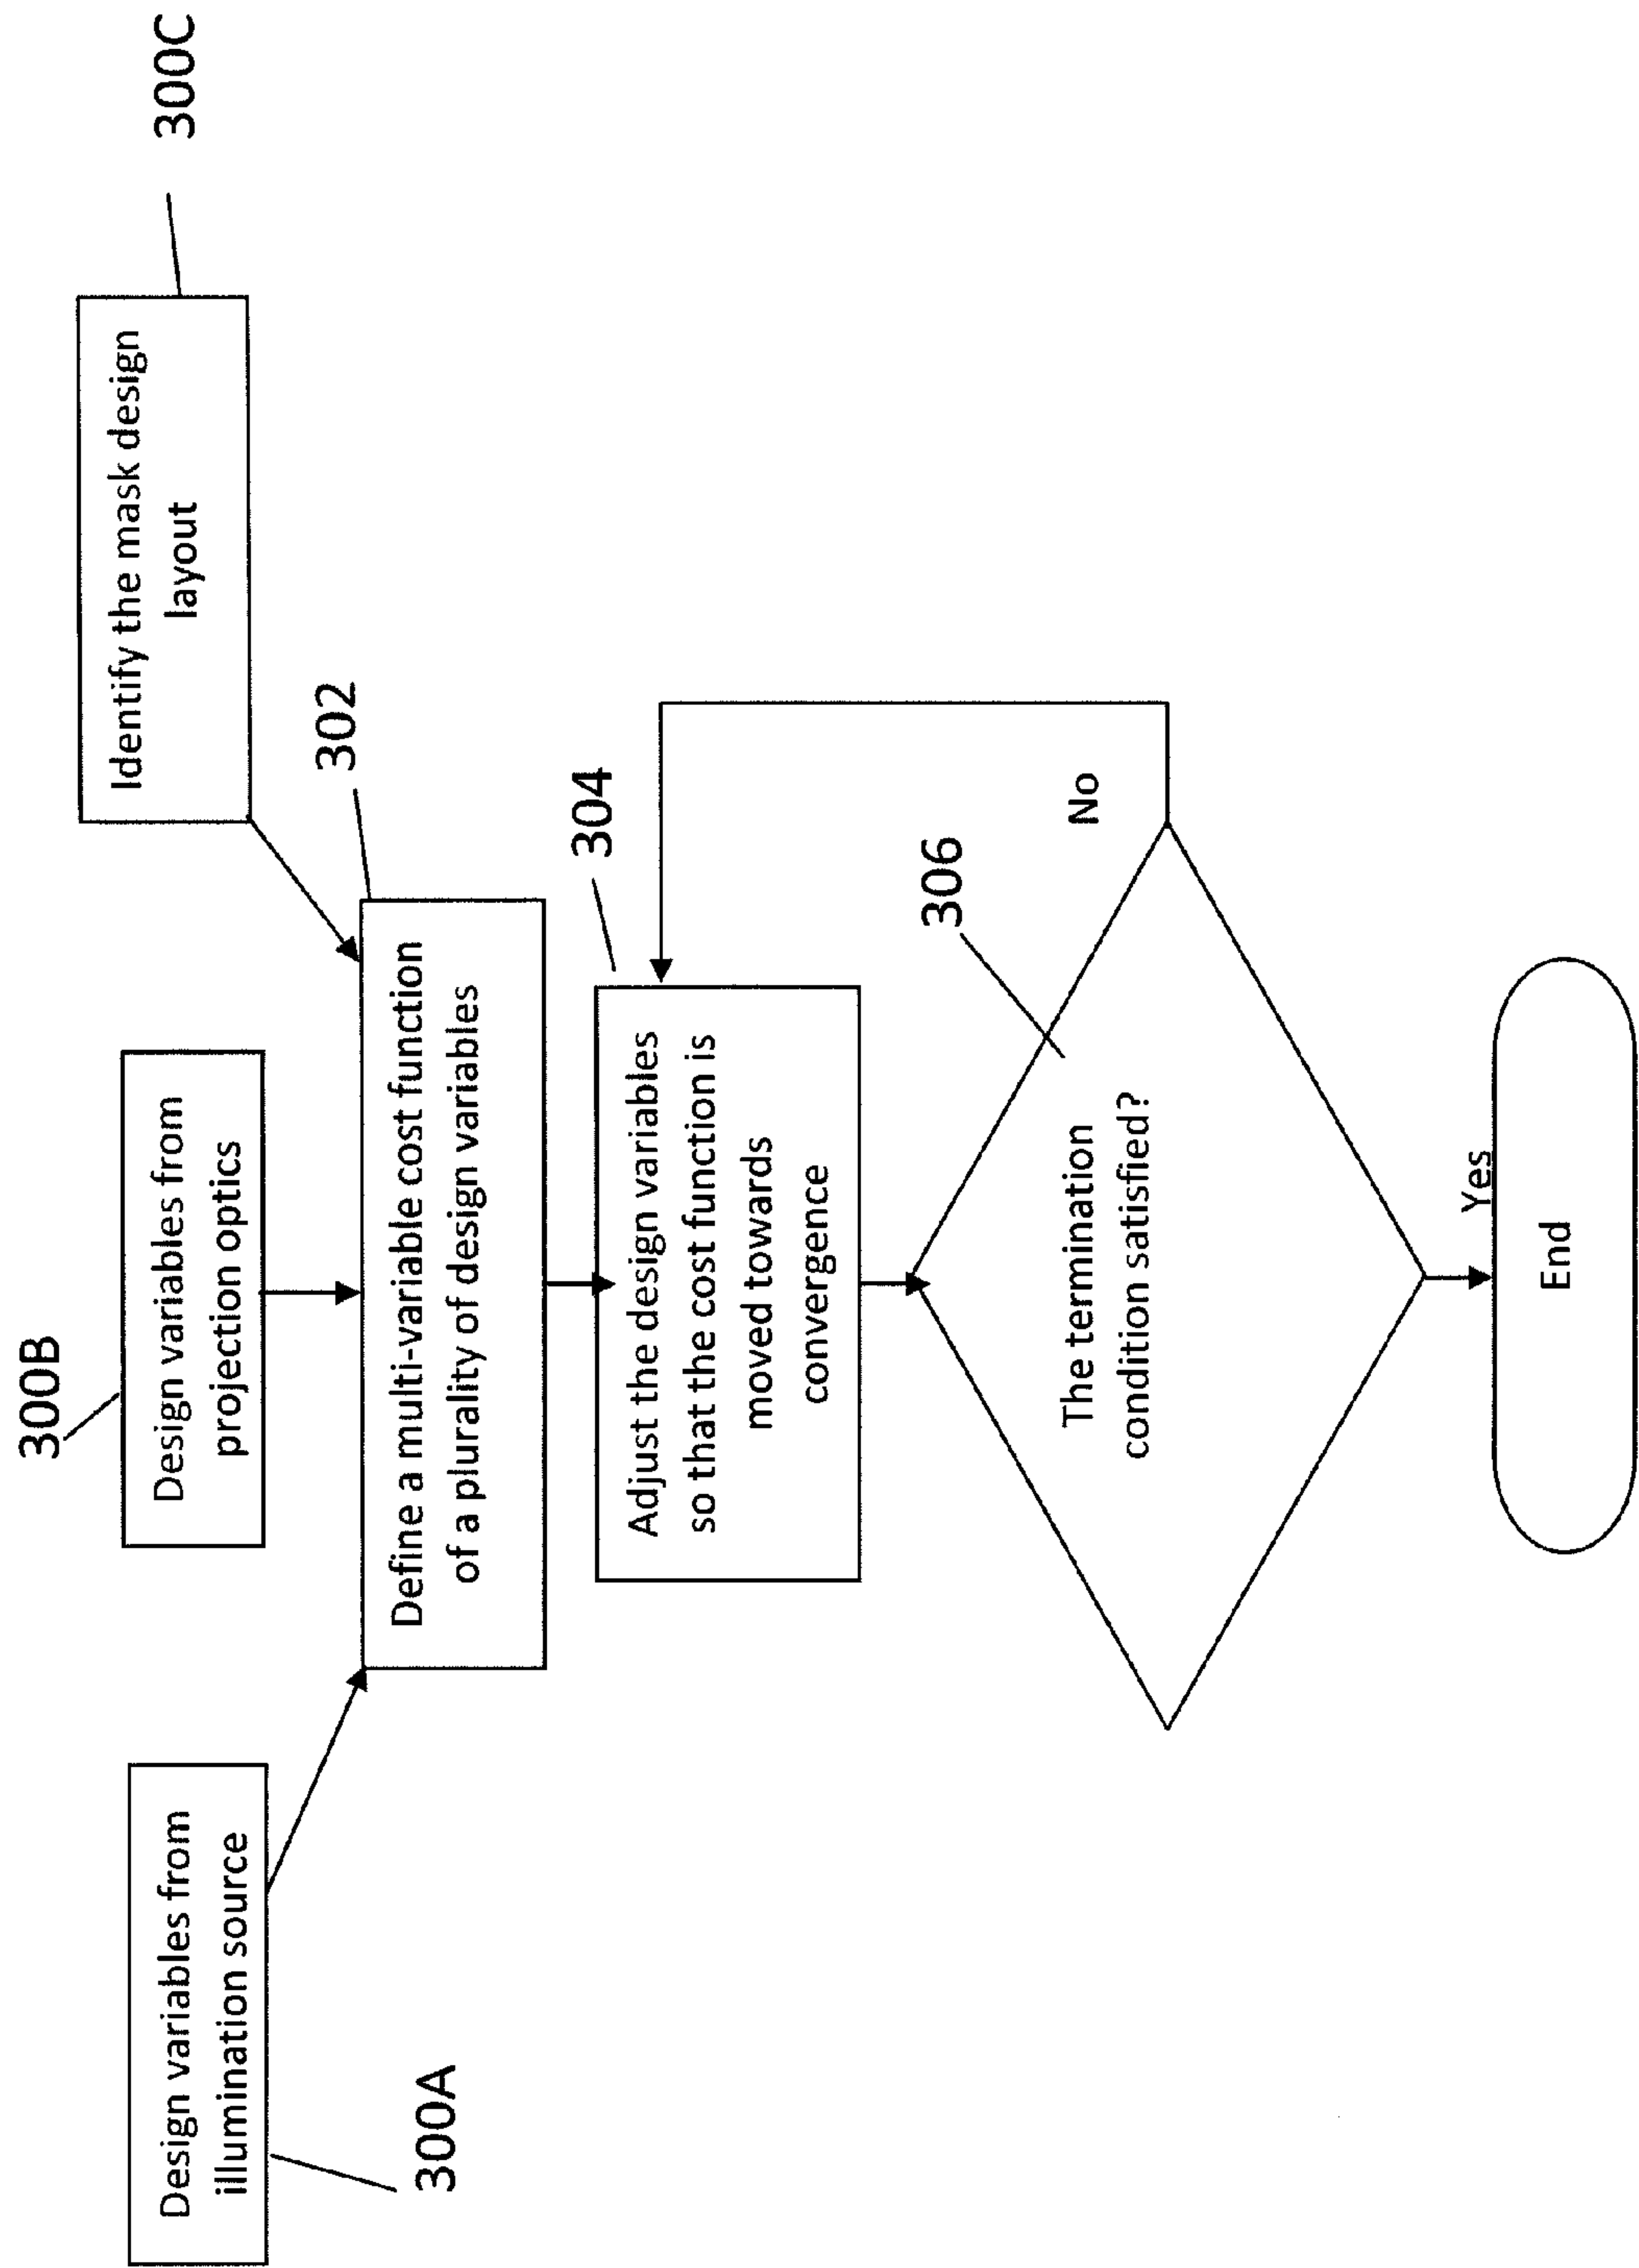 300A
Design variables from
illumination source
300B
Design variables from
projection optics
300C
Identify the mask design
layout
302
Define a multi-variable cost function
of a plurality of design variables
304
Adjust the design variables
so that the cost function is
moved towards
convergence
306
The termination
condition satisfied?
No
Yes
End